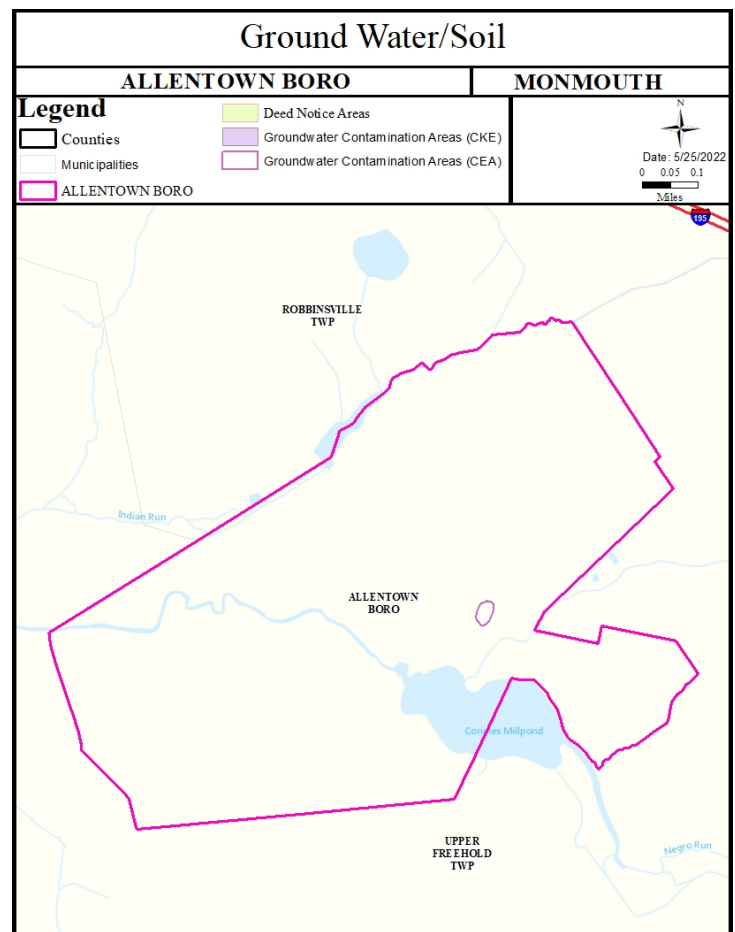 Ground Water/Soil
ALLENTOWN BORO
MONMOUTH
Legend
Counties
Municipalities
ALLENTOWN BORO
Deed Notice Areas
Groundwater Contamination Areas (CKE)
Groundwater Contamination Areas (CEA)
N
Date: 5/25/2022
0 0.05 0.1
Miles
195
ROBBINSVILLE
TWP
Indian Run
ALLENTOWN
BORO
Conines Millpond
UPPER
FREEHOLD
TWP
Negro Run